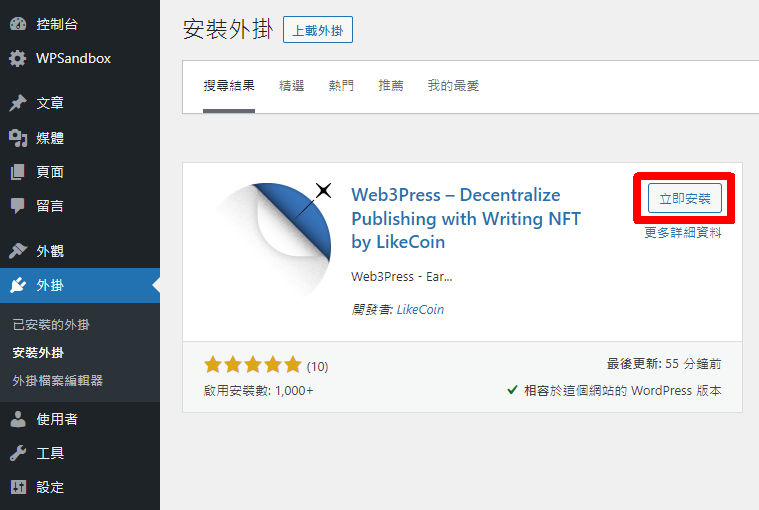 控制台
WPSandbox
文章
媒體
頁面
留言
外觀
外掛
已安裝的外掛
安裝外掛
外掛檔案編輯器
使用者
工具
設定
安裝外掛 上載外掛
搜尋結果 精選 熱門 推薦 我的最愛
Web3Press – Decentralize
Publishing with Writing NFT
by LikeCoin
立即安裝
更多詳細資料
Web3Press - Ear...
開發者: LikeCoin
(10)
最後更新: 55 分鐘前
啟用安裝數: 1,000+
相容於這個網站的 WordPress 版本